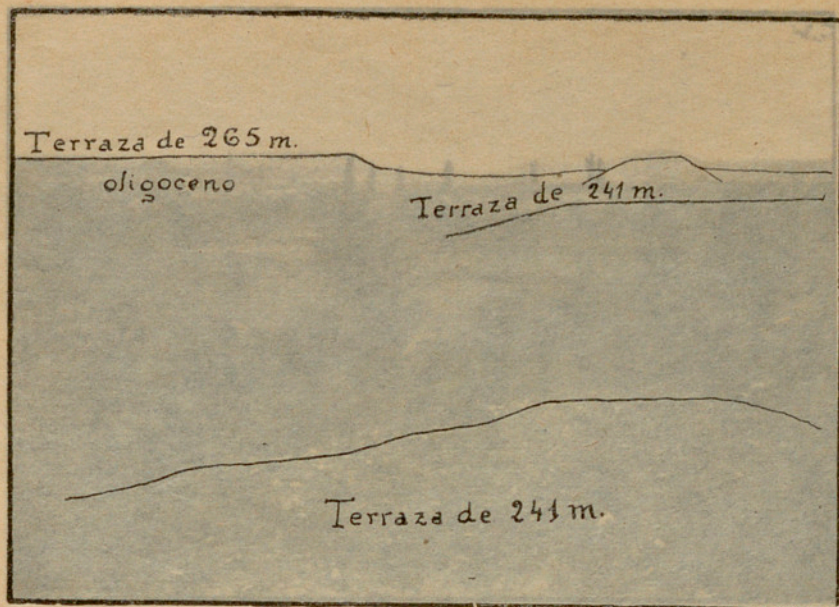 Terraza de 265 m.
oligoceno
Terraza de 241 m.
Terraza de 241 m.